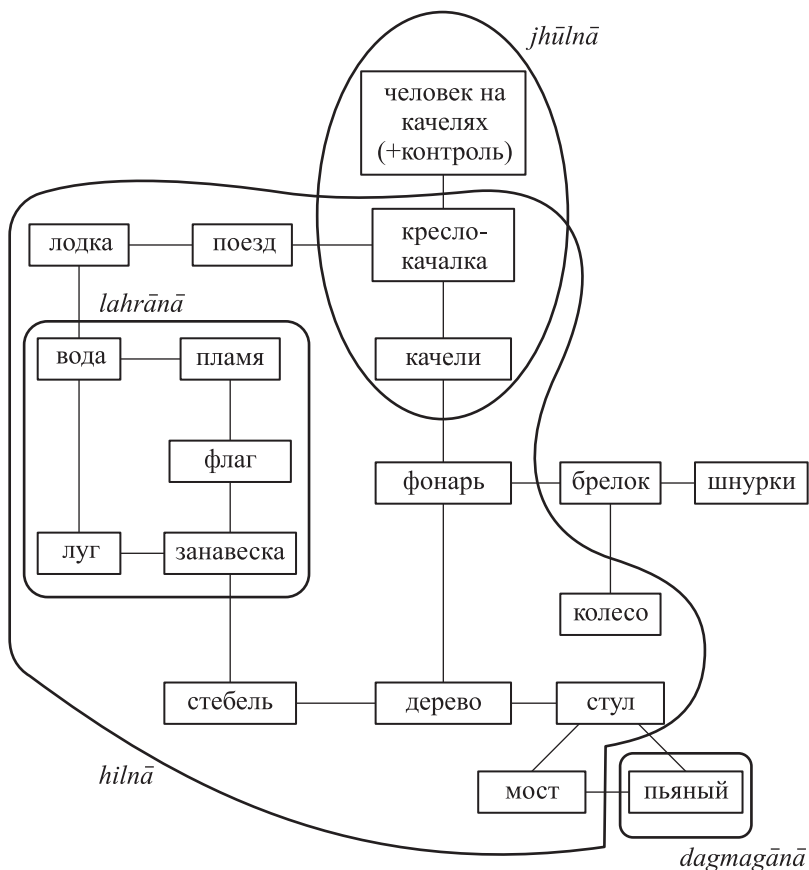 jhūlnā
человек на
качелях
(+контроль)
лодка
поезд
кресло-
качалка
lahrānā
вода
пламя
качели
флаг
фонарь
брелок
шнурки
луг
занавеска
колесо
стебель
дерево
стул
hilnā
мост
пьяный
dagmagānā